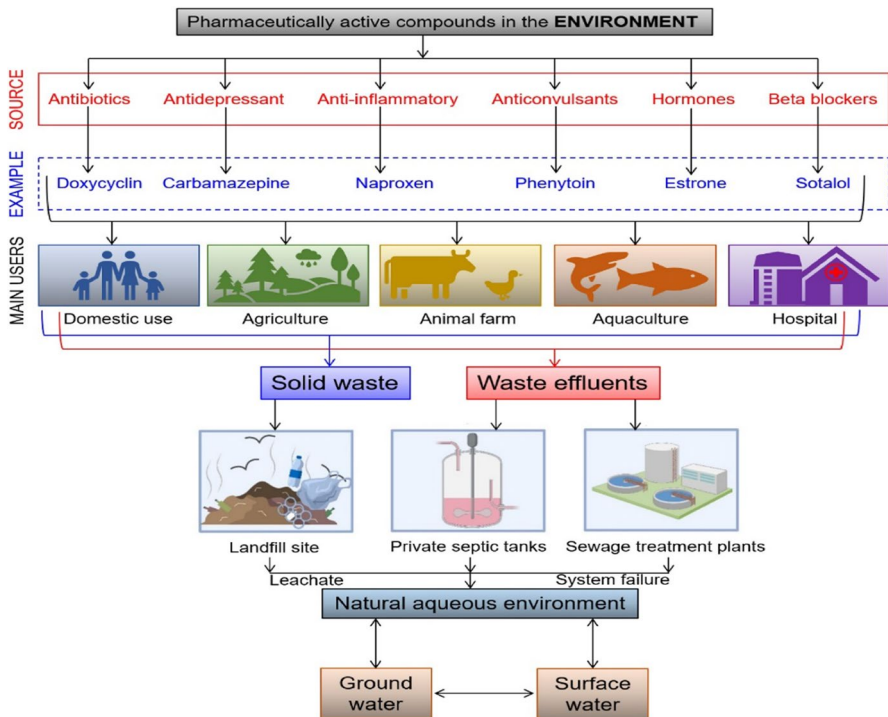 Pharmaceutically active compounds in the ENVIRONMENT
SOURCE
Antibiotics Antidepressant Anti-inflammatory Anticonvulsants Hormones Beta blockers
EXAMPLE
Doxycyclin Carbamazepine Naproxen Phenytoin Estrone Sotalol
MAIN USERS
Domestic use Agriculture Animal farm Aquaculture Hospital
Solid waste Waste effluents
Landfill site Private septic tanks Sewage treatment plants
Leachate System failure
Natural aqueous environment
Ground Surface
water water